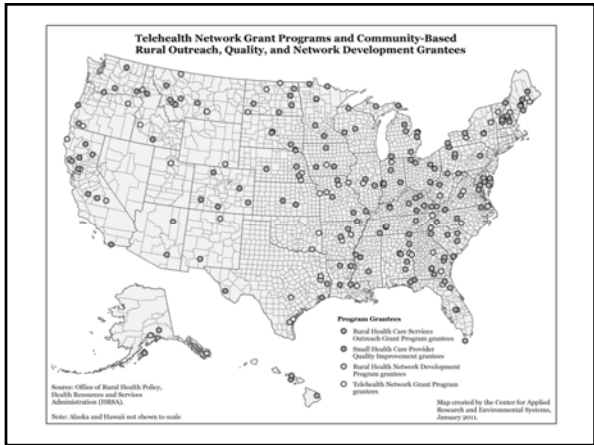 Telehealth Network Grant Programs and Community-Based
Rural Outreach, Quality, and Network Development Grantees
Program Grantees
Rural Health Care Services
Outreach Grant Program grantees
Small Health Care Provider
Quality Improvement grantees
Rural Health Network Development
Program grantees
Telehealth Network Grant Program
grantees
Source: Office of Rural Health Policy,
Health Resources and Services
Administration (HRSA).
Note: Alaska and Hawaii not shown to scale
Map created by the Center for Applied
Research and Environmental Systems,
January 2011.